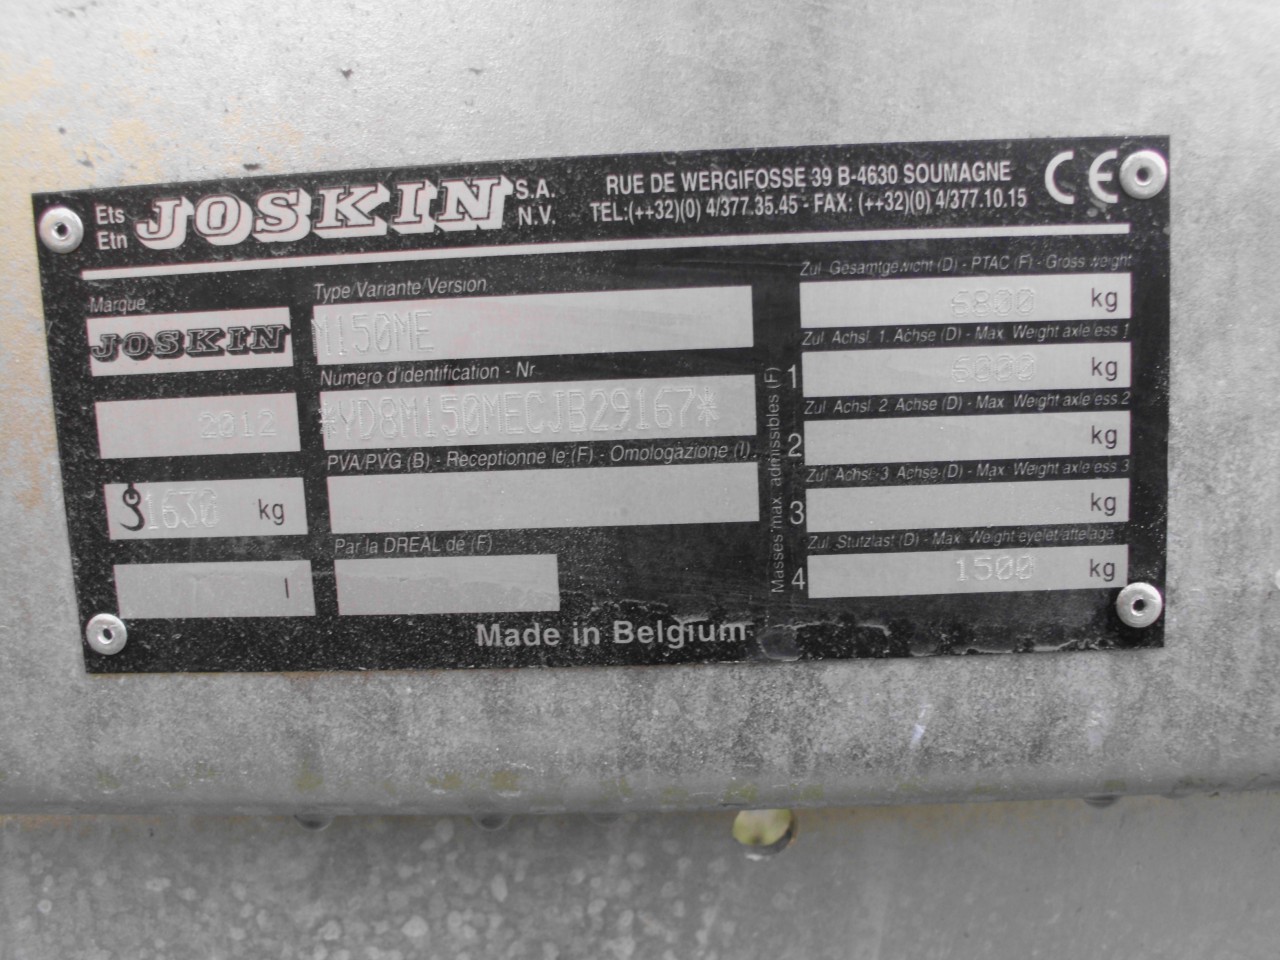 Ets Etn JOSKIN S.A. N.V.
RUE DE WERGIFOSSE 39 B-4630 SOUMAGNE
TEL:(++32)(0) 4/377.35.45 - FAX: (++32)(0) 4/377.10.15
CE
Marque
JOSKIN
2012
1630 kg
l
Type/Variante/Version
M150ME
Numero d'identification - Nr
*YD8M150MECJB29167*
PVA/PVG (B) - Receptionne le (F) - Omologazione (I)
Par la DREAL de (F)
Masses max. admissibles (F)
Zul. Gesamtgewicht (D) - PTAC (F) - Gross weight
6800 kg
Zul. Achsl. 1. Achse (D) - Max. Weight axle/ess 1
1 6000 kg
Zul. Achsl. 2. Achse (D) - Max. Weight axle/ess 2
2 kg
Zul. Achsl. 3. Achse (D) - Max. Weight axle/ess 3
3 kg
Zul. Stutzlast (D) - Max. Weight eyelet/attelage
4 1500 kg
Made in Belgium